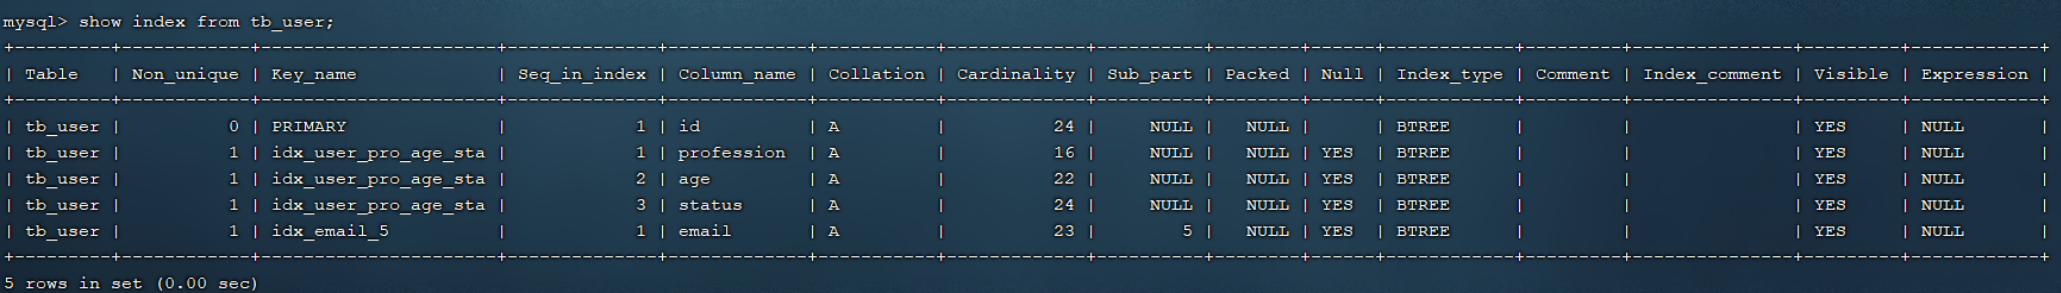 mysql> show index from tb_user;
+---------+------------+----------------------+--------------+-------------+-----------+-------------+----------+--------+------+------------+---------+---------------+---------+------------+
| Table   | Non_unique | Key_name             | Seq_in_index | Column_name | Collation | Cardinality | Sub_part | Packed | Null | Index_type | Comment | Index_comment | Visible | Expression |
+---------+------------+----------------------+--------------+-------------+-----------+-------------+----------+--------+------+------------+---------+---------------+---------+------------+
| tb_user |          0 | PRIMARY              |            1 | id          | A         |          24 |     NULL |   NULL |      | BTREE      |         |               | YES     | NULL       |
| tb_user |          1 | idx_user_pro_age_sta |            1 | profession  | A         |          16 |     NULL |   NULL | YES  | BTREE      |         |               | YES     | NULL       |
| tb_user |          1 | idx_user_pro_age_sta |            2 | age         | A         |          22 |     NULL |   NULL | YES  | BTREE      |         |               | YES     | NULL       |
| tb_user |          1 | idx_user_pro_age_sta |            3 | status      | A         |          24 |     NULL |   NULL | YES  | BTREE      |         |               | YES     | NULL       |
| tb_user |          1 | idx_email_5          |            1 | email       | A         |          23 |        5 |   NULL | YES  | BTREE      |         |               | YES     | NULL       |
+---------+------------+----------------------+--------------+-------------+-----------+-------------+----------+--------+------+------------+---------+---------------+---------+------------+
5 rows in set (0.00 sec)